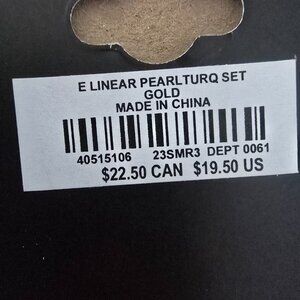 E LINEAR PEARLTURQ SET
GOLD
MADE IN CHINA
40515106 23SMR3 DEPT 0061
$22.50 CAN $19.50 US